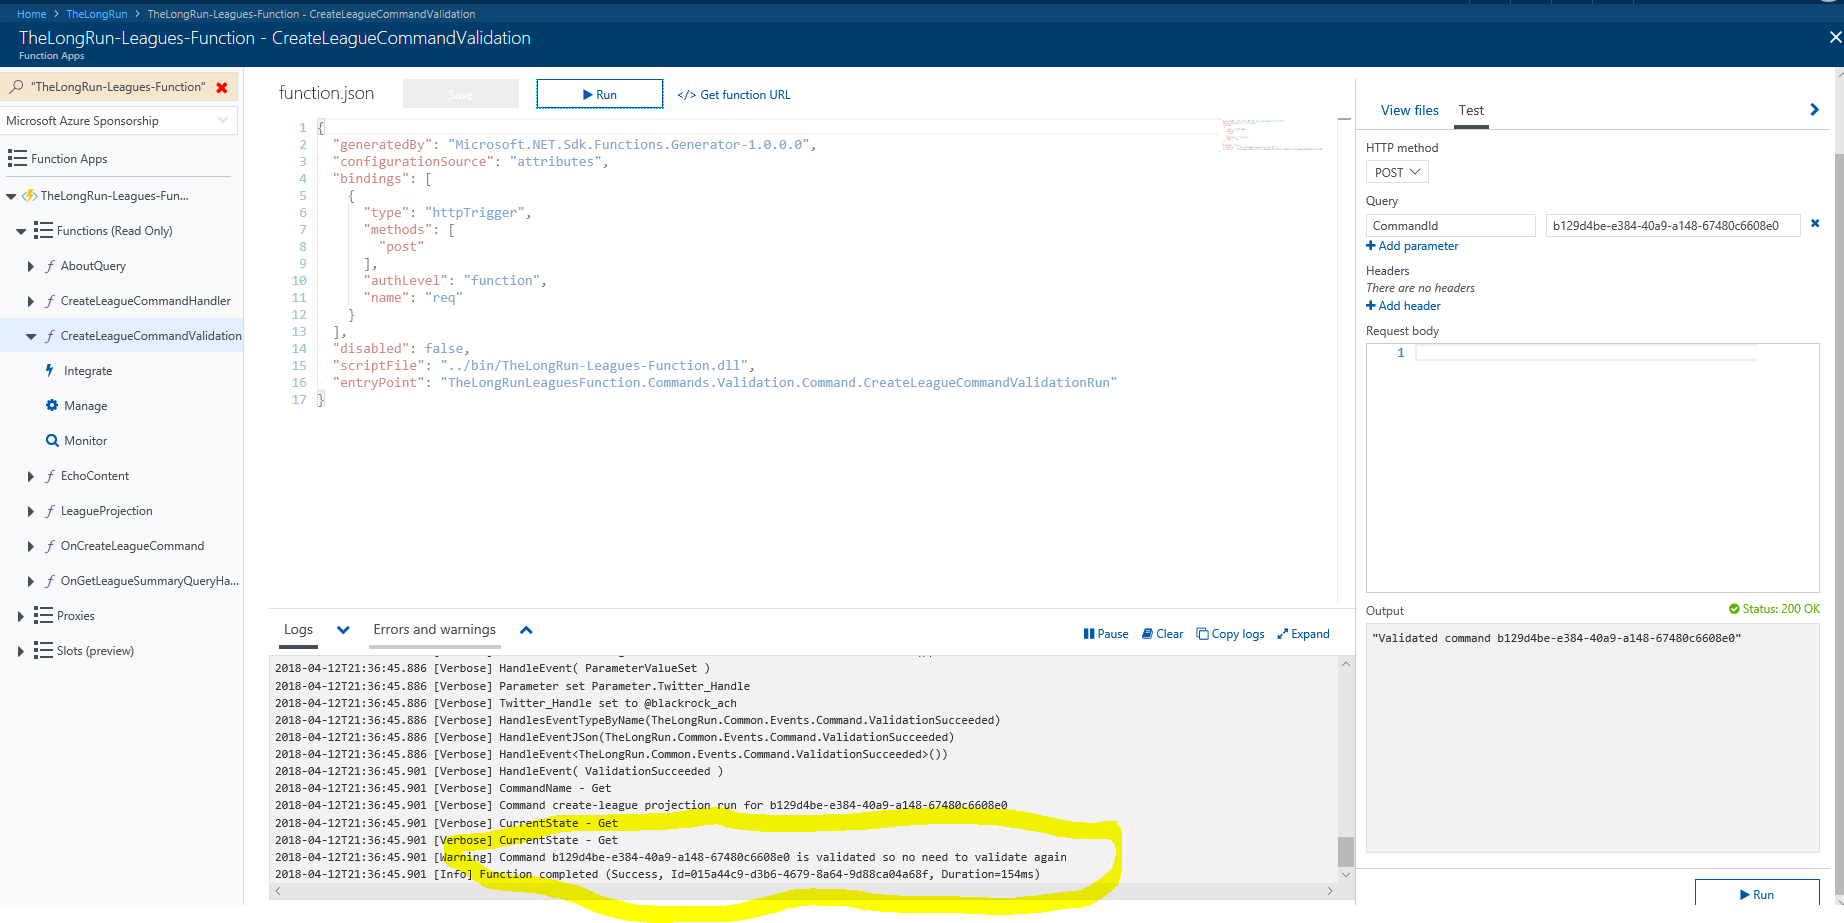 Home > TheLongRun > TheLongRun-Leagues-Function - CreateLeagueCommandValidation
TheLongRun-Leagues-Function - CreateLeagueCommandValidation
Function Apps
"TheLongRun-Leagues-Function"
Microsoft Azure Sponsorship
Function Apps
TheLongRun-Leagues-Fun...
Functions (Read Only)
AboutQuery
CreateLeagueCommandHandler
CreateLeagueCommandValidation
Integrate
Manage
Monitor
EchoContent
LeagueProjection
OnCreateLeagueCommand
OnGetLeagueSummaryQueryHa...
Proxies
Slots (preview)
function.json
Save
Run
</> Get function URL
1 {
2 "generatedBy": "Microsoft.NET.Sdk.Functions.Generator-1.0.0.0",
3 "configurationSource": "attributes",
4 "bindings": [
5 {
6 "type": "httpTrigger",
7 "methods": [
8 "post"
9 ],
10 "authLevel": "function",
11 "name": "req"
12 }
13 ],
14 "disabled": false,
15 "scriptFile": "../bin/TheLongRun-Leagues-Function.dll",
16 "entryPoint": "TheLongRunLeaguesFunction.Commands.Validation.Command.CreateLeagueCommandValidationRun"
17 }
Logs
Errors and warnings
Pause
Clear
Copy logs
Expand
2018-04-12T21:36:45.886 [Verbose] HandleEvent( ParameterValueSet )
2018-04-12T21:36:45.886 [Verbose] Parameter set Parameter.Twitter_Handle
2018-04-12T21:36:45.886 [Verbose] Twitter_Handle set to @blackrock_ach
2018-04-12T21:36:45.886 [Verbose] HandlesEventTypeByName(TheLongRun.Common.Events.Command.ValidationSucceeded)
2018-04-12T21:36:45.886 [Verbose] HandleEventJSon(TheLongRun.Common.Events.Command.ValidationSucceeded)
2018-04-12T21:36:45.886 [Verbose] HandleEvent<TheLongRun.Common.Events.Command.ValidationSucceeded>())
2018-04-12T21:36:45.901 [Verbose] HandleEvent( ValidationSucceeded )
2018-04-12T21:36:45.901 [Verbose] CommandName - Get
2018-04-12T21:36:45.901 [Verbose] Command create-league projection run for b129d4be-e384-40a9-a148-67480c6608e0
2018-04-12T21:36:45.901 [Verbose] CurrentState - Get
2018-04-12T21:36:45.901 [Verbose] CurrentState - Get
2018-04-12T21:36:45.901 [Warning] Command b129d4be-e384-40a9-a148-67480c6608e0 is validated so no need to validate again
2018-04-12T21:36:45.901 [Info] Function completed (Success, Id=015a44c9-d3b6-4679-8a64-9d88ca04a68f, Duration=154ms)
View files
Test
HTTP method
POST
Query
CommandId
b129d4be-e384-40a9-a148-67480c6608e0
Add parameter
Headers
There are no headers
Add header
Request body
1
Output
Status: 200 OK
"Validated command b129d4be-e384-40a9-a148-67480c6608e0"
Run